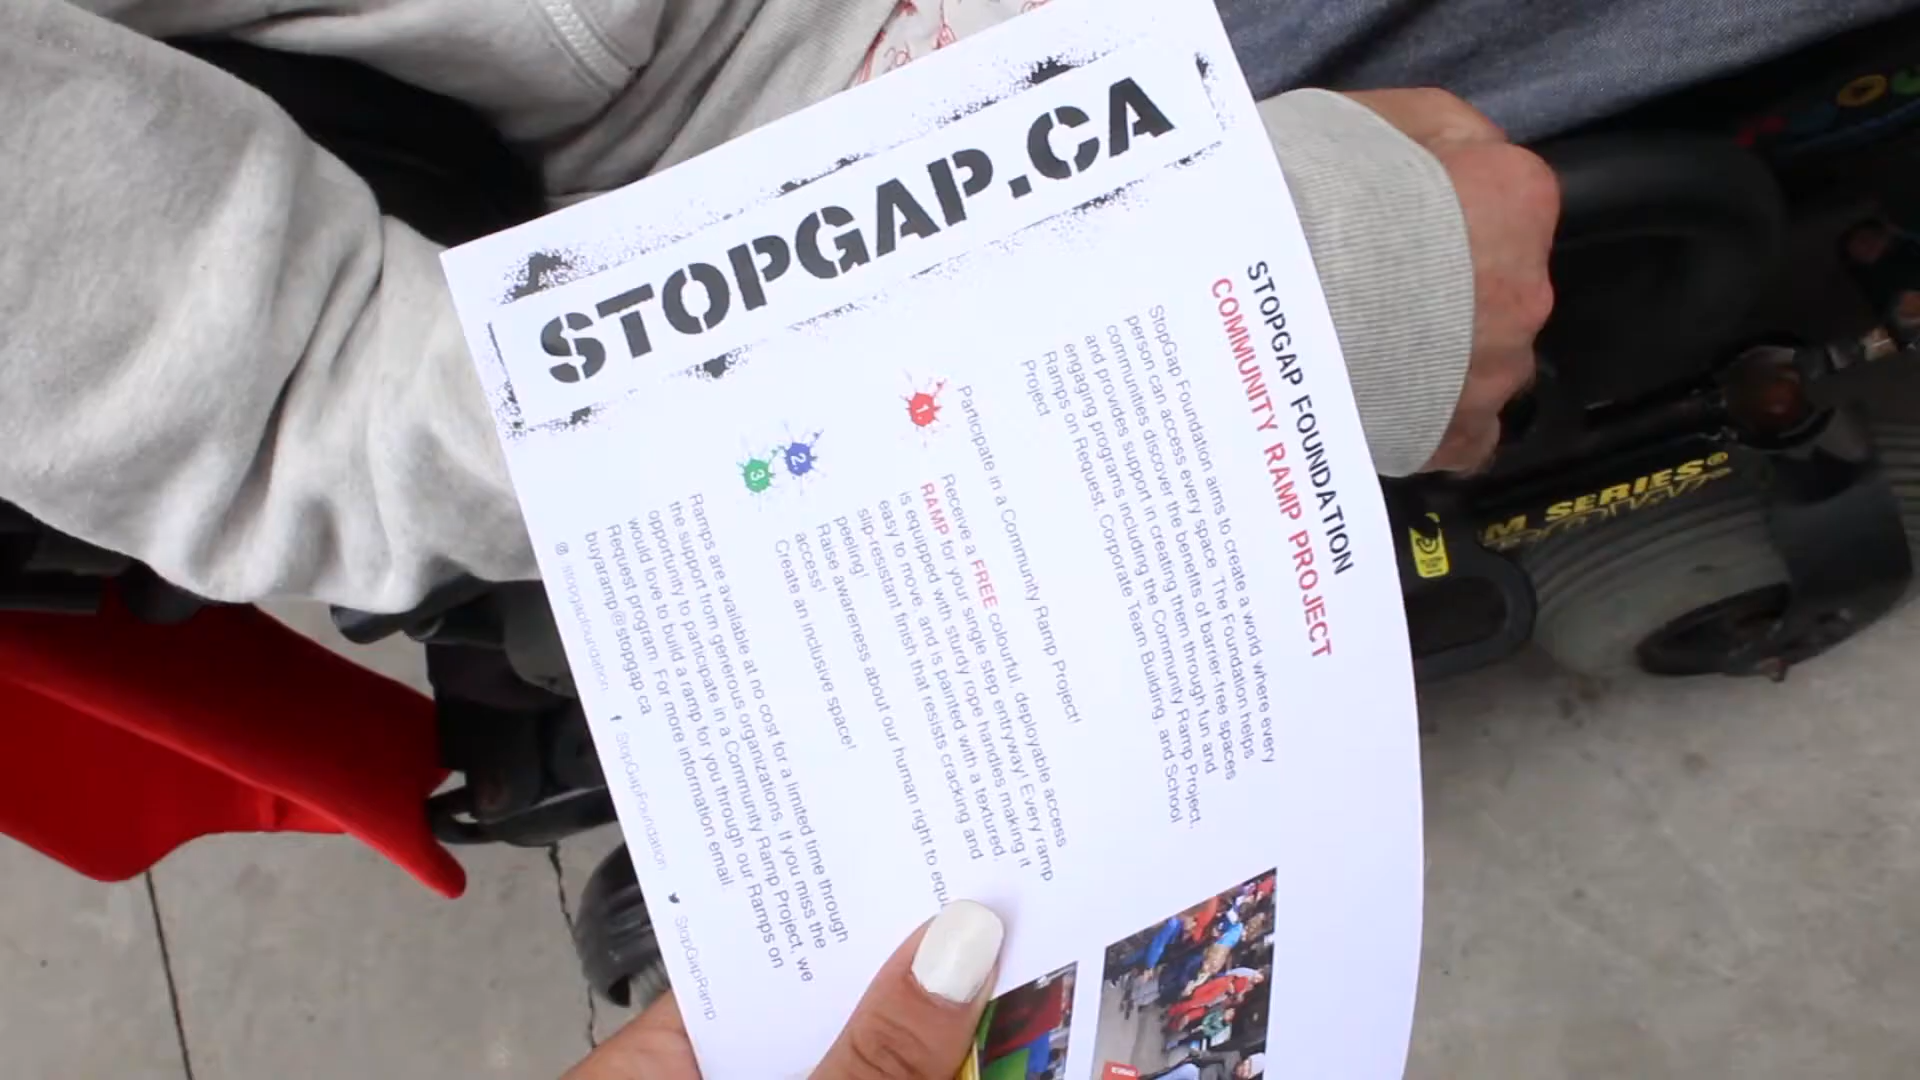 STOPGAP.CA
STOPGAP FOUNDATION
COMMUNITY RAMP PROJECT
StopGap Foundation aims to create a world where every
person can access every space. The Foundation helps
communities discover the benefits of barrier-free spaces
and provides support in creating them through fun and
engaging programs including the Community Ramp Project,
Ramps on Request, Corporate Team Building, and School
Project
Participate in a Community Ramp Project!
1.
Receive a FREE colourful, deployable access
RAMP for your single step entryway! Every ramp
is equipped with sturdy rope handles making it
easy to move, and is painted with a textured,
slip-resistant finish that resists cracking and
peeling!
2.
Raise awareness about our human right to equ
access!
3.
Create an inclusive space!
Ramps are available at no cost for a limited time through
the support from generous organizations. If you miss the
opportunity to participate in a Community Ramp Project, we
would love to build a ramp for you through our Ramps on
Request program. For more information email:
buyaramp@stopgap.ca
@ stopgapfoundation f StopGapFoundation StopGapRamp
M SERIES®